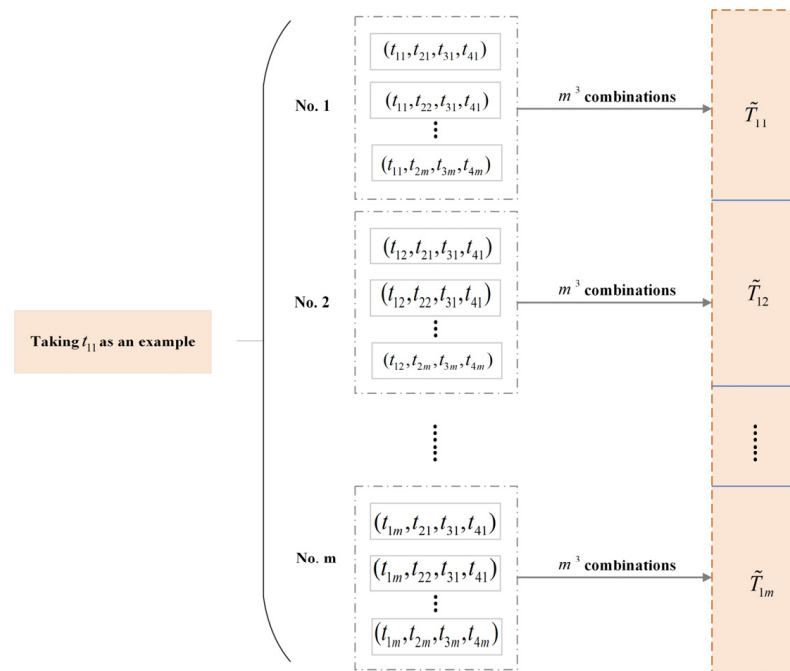 Taking t₁₁ as an example
No. 1
(t₁₁, t₂₁, t₃₁, t₄₁)
(t₁₁, t₂₂, t₃₁, t₄₁)
(t₁₁, t₂ₘ, t₃ₘ, t₄ₘ)
m³ combinations
T̃₁₁
No. 2
(t₁₂, t₂₁, t₃₁, t₄₁)
(t₁₂, t₂₂, t₃₁, t₄₁)
(t₁₂, t₂ₘ, t₃ₘ, t₄ₘ)
m³ combinations
T̃₁₂
No. m
(t₁ₘ, t₂₁, t₃₁, t₄₁)
(t₁ₘ, t₂₂, t₃₁, t₄₁)
(t₁ₘ, t₂ₘ, t₃ₘ, t₄ₘ)
m³ combinations
T̃₁ₘ